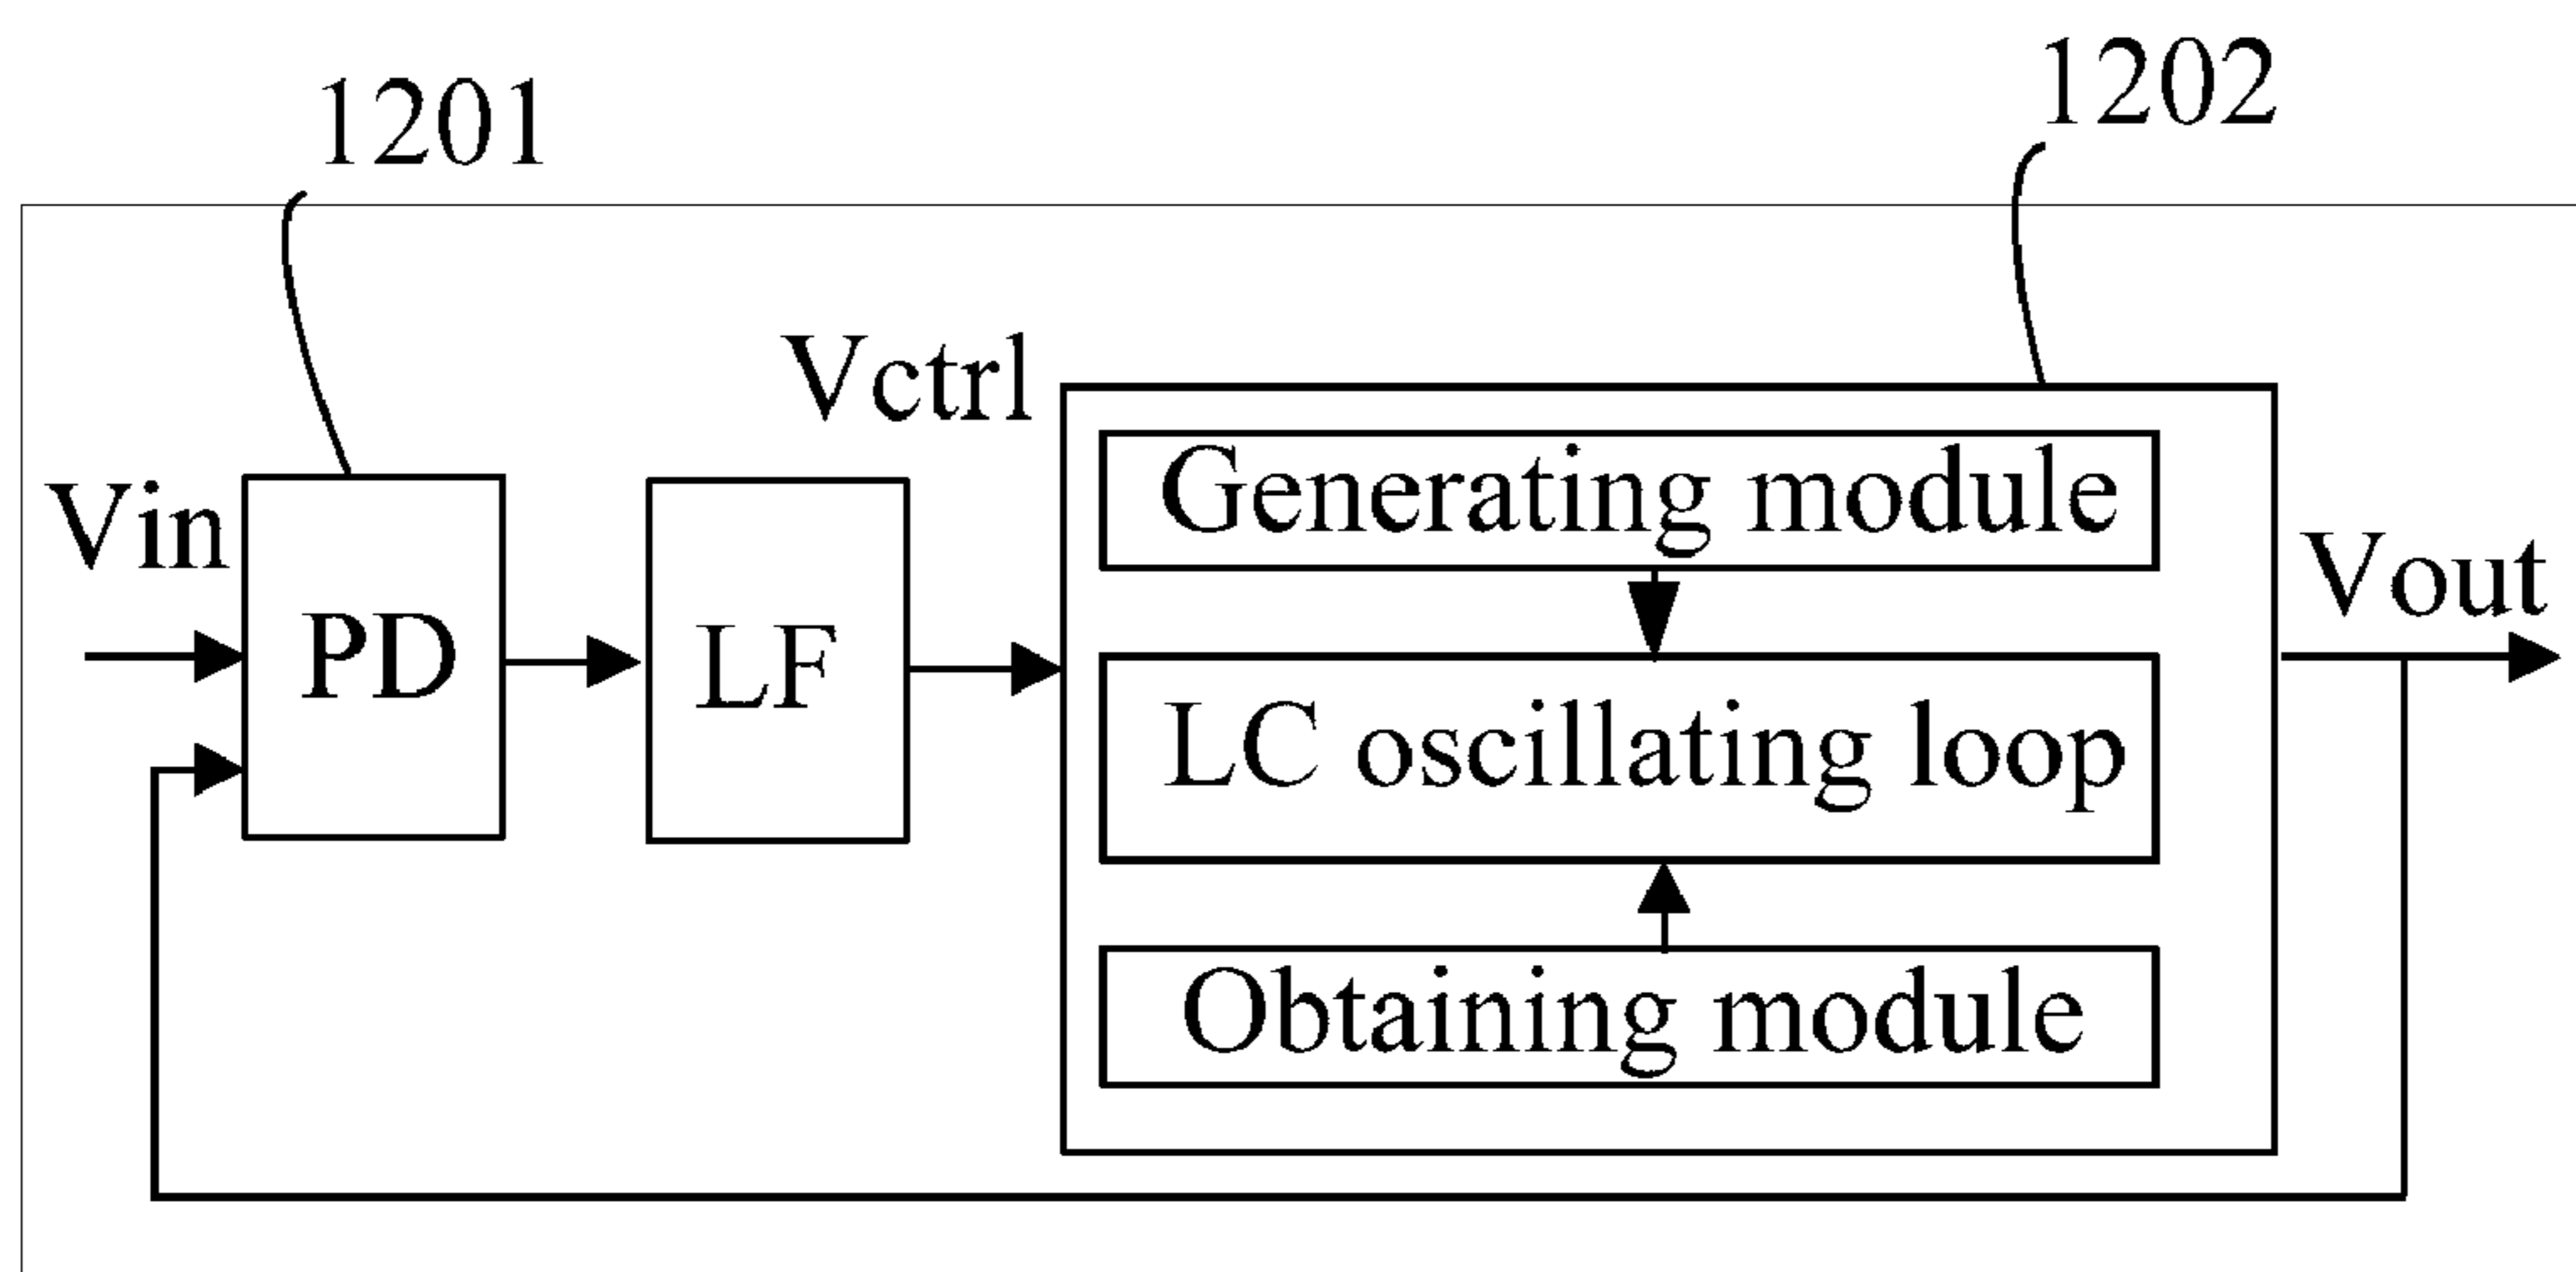 1201
1202
Vctrl
Vin
Generating module
Vout
PD
LF
LC oscillating loop
Obtaining module